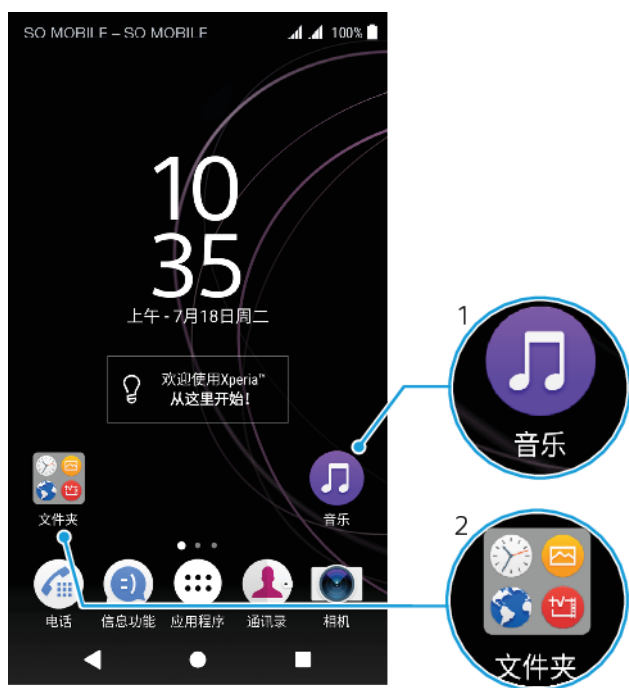 SO MOBILE – SO MOBILE
100%
10
35
上午 - 7月18日周二
欢迎使用Xperia™
从这里开始!
文件夹
音乐
电话
信息功能
应用程序
通讯录
相机
1
音乐
2
文件夹